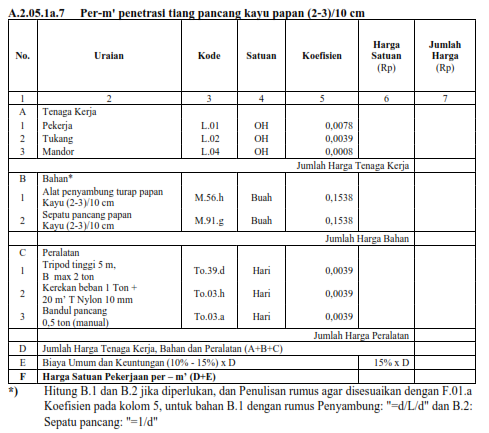 A.2.05.1a.7 Per-m' penetrasi tiang pancang kayu papan (2-3)/10 cm
No. Uraian Kode Satuan Koefisien Harga Satuan (Rp) Jumlah Harga (Rp)
1 2 3 4 5 6 7
A Tenaga Kerja
1 Pekerja L.01 OH 0,0078
2 Tukang L.02 OH 0,0039
3 Mandor L.04 OH 0,0008
Jumlah Harga Tenaga Kerja
B Bahan*
1 Alat penyambung turap papan Kayu (2-3)/10 cm M.56.h Buah 0,1538
2 Sepatu pancang papan Kayu (2-3)/10 cm M.91.g Buah 0,1538
Jumlah Harga Bahan
C Peralatan
1 Tripod tinggi 5 m, B max 2 ton To.39.d Hari 0,0039
2 Kerekan beban 1 Ton + 20 m' T Nylon 10 mm To.03.h Hari 0,0039
3 Bandul pancang 0,5 ton (manual) To.03.a Hari 0,0039
Jumlah Harga Peralatan
D Jumlah Harga Tenaga Kerja, Bahan dan Peralatan (A+B+C)
E Biaya Umum dan Keuntungan (10% - 15%) x D 15% x D
F Harga Satuan Pekerjaan per – m' (D+E)
*) Hitung B.1 dan B.2 jika diperlukan, dan Penulisan rumus agar disesuaikan dengan F.01.a
Koefisien pada kolom 5, untuk bahan B.1 dengan rumus Penyambung: "=d/L/d" dan B.2:
Sepatu pancang: "=1/d"